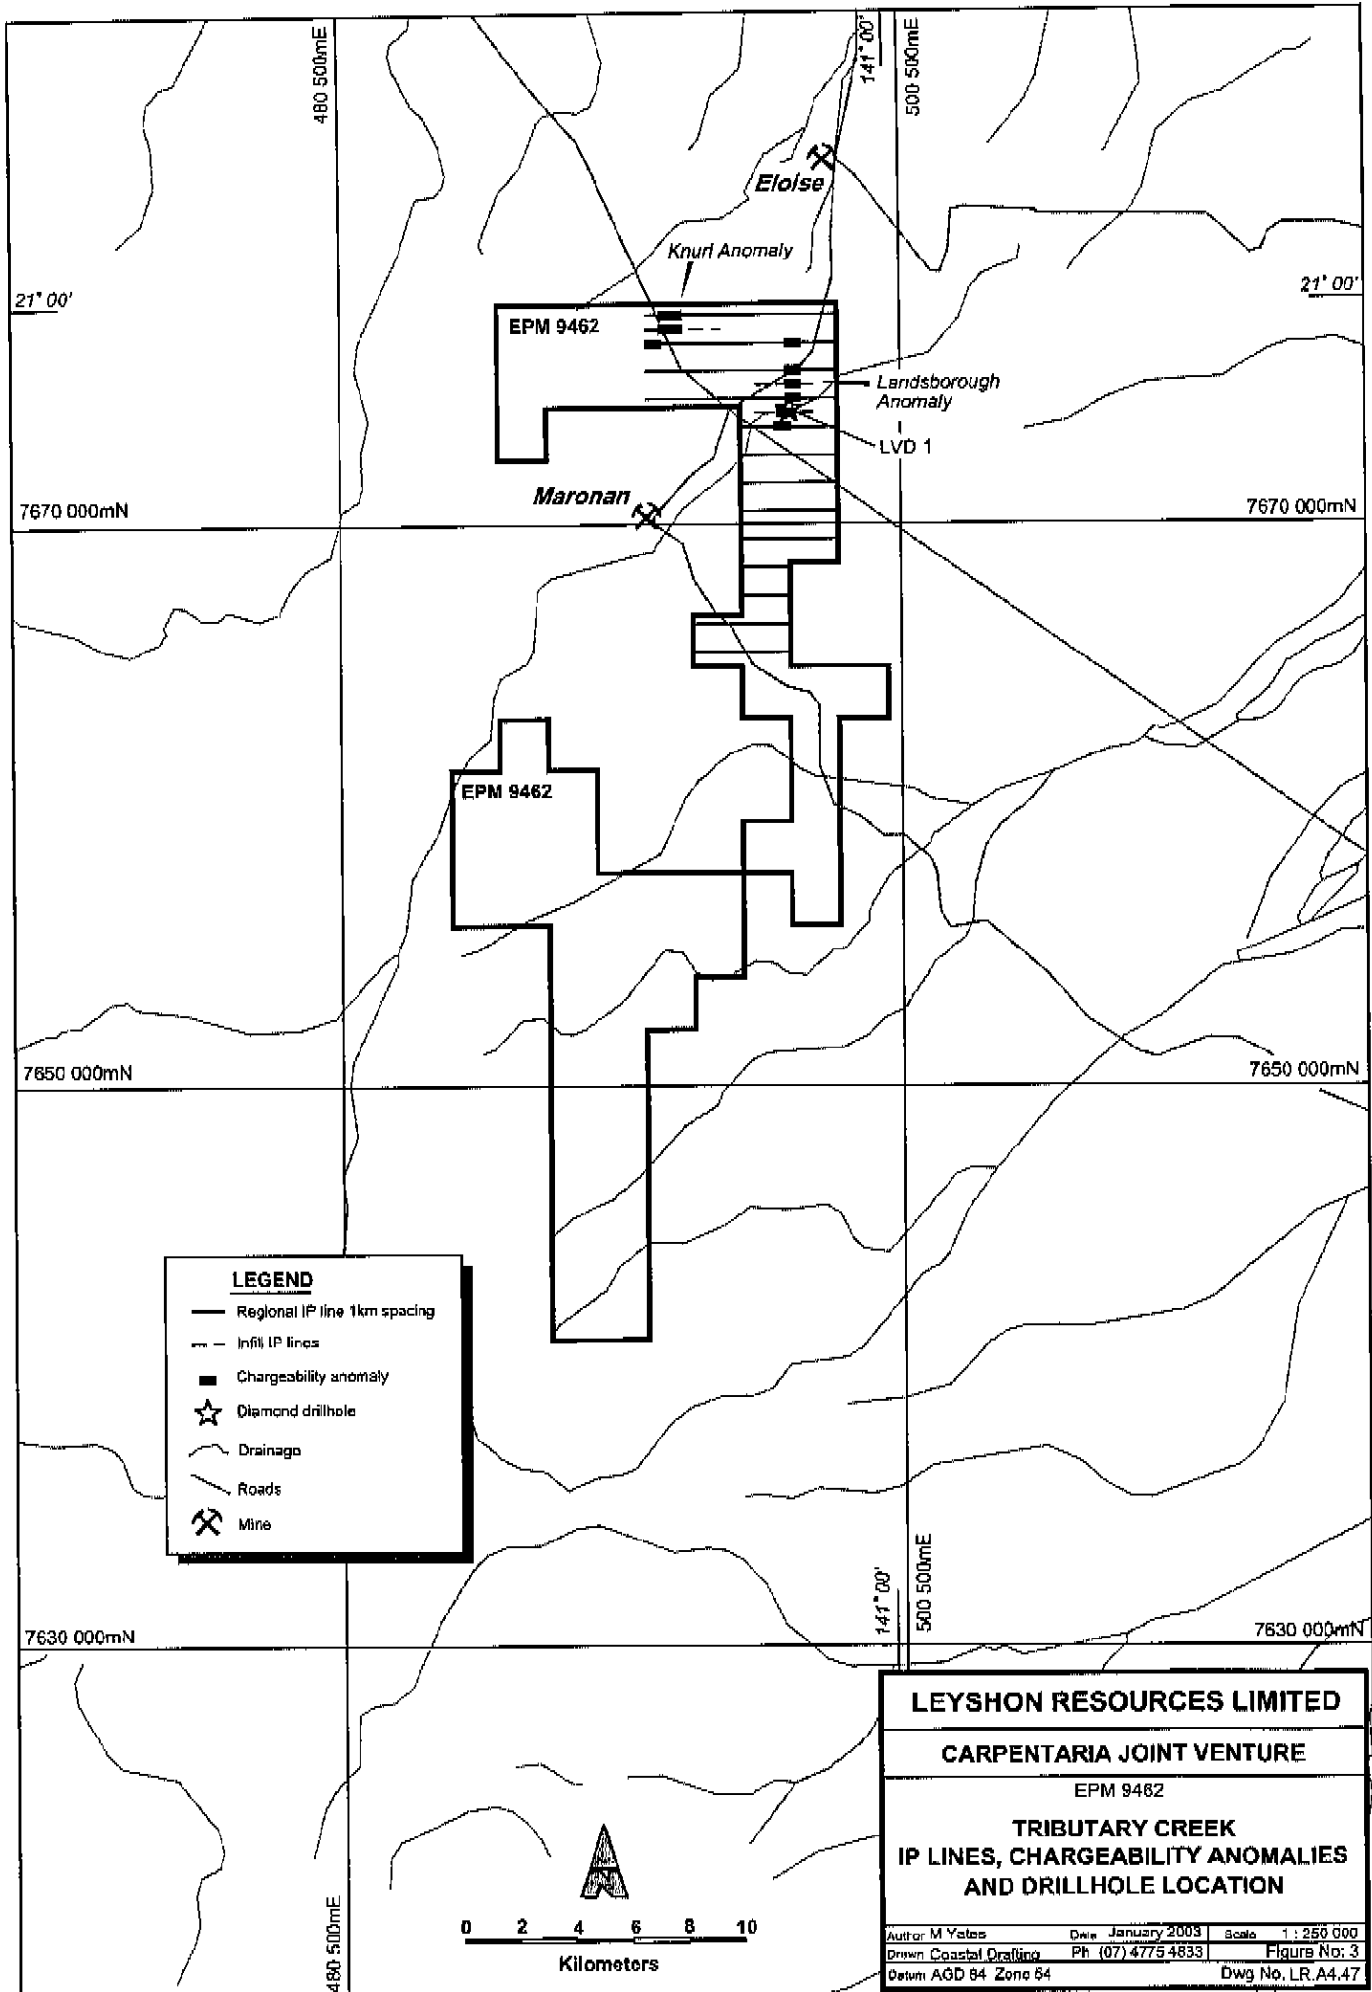 480 500mE
141° 00'
500 500mE
Eloise
Knurl Anomaly
21° 00'
21° 00'
EPM 9462
Landsborough
Anomaly
LVD 1
Maronan
7670 000mN
7670 000mN
EPM 9462
7650 000mN
7650 000mN
LEGEND
Regional IP line 1km spacing
Infill IP lines
Chargeability anomaly
Diamond drillhole
Drainage
Roads
Mine
141° 00'
500 500mE
7630 000mN
7630 000mN
480 500mE
0 2 4 6 8 10
Kilometers
LEYSHON RESOURCES LIMITED
CARPENTARIA JOINT VENTURE
EPM 9462
TRIBUTARY CREEK
IP LINES, CHARGEABILITY ANOMALIES
AND DRILLHOLE LOCATION
Author M Yates Date January 2003 Scale 1 : 250 000
Drawn Coastal Drafting Ph (07) 4775 4833 Figure No: 3
Datum AGD 84 Zone 54 Dwg No. LR.A4.47